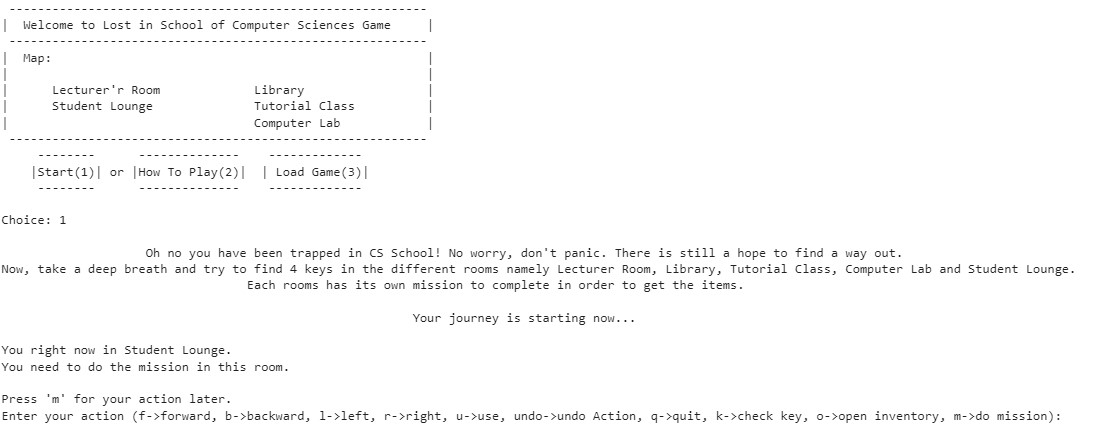 Welcome to Lost in School of Computer Sciences Game
Map:
Lecturer'r Room Library
Student Lounge Tutorial Class
Computer Lab
|Start(1)| or |How To Play(2)| | Load Game(3)|
Choice: 1
Oh no you have been trapped in CS School! No worry, don't panic. There is still a hope to find a way out.
Now, take a deep breath and try to find 4 keys in the different rooms namely Lecturer Room, Library, Tutorial Class, Computer Lab and Student Lounge.
Each rooms has its own mission to complete in order to get the items.
Your journey is starting now...
You right now in Student Lounge.
You need to do the mission in this room.
Press 'm' for your action later.
Enter your action (f->forward, b->backward, l->left, r->right, u->use, undo->undo Action, q->quit, k->check key, o->open inventory, m->do mission):